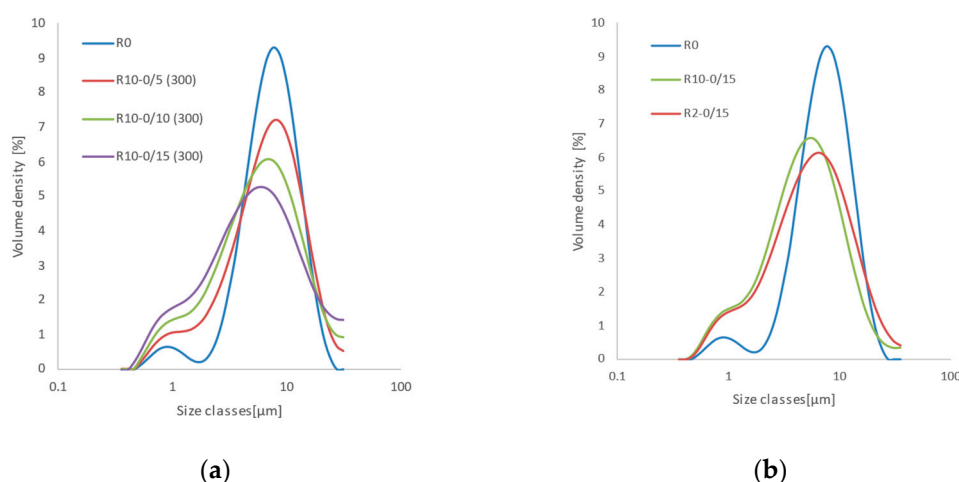 10
9
8
7
6
5
4
3
2
1
0
Volume density [%]
R0
R10-0/5 (300)
R10-0/10 (300)
R10-0/15 (300)
0.1 1 10 100
Size classes[µm]
(a)
10
9
8
7
6
5
4
3
2
1
0
Volume density [%]
R0
R10-0/15
R2-0/15
0.1 1 10 100
Size classes[µm]
(b)